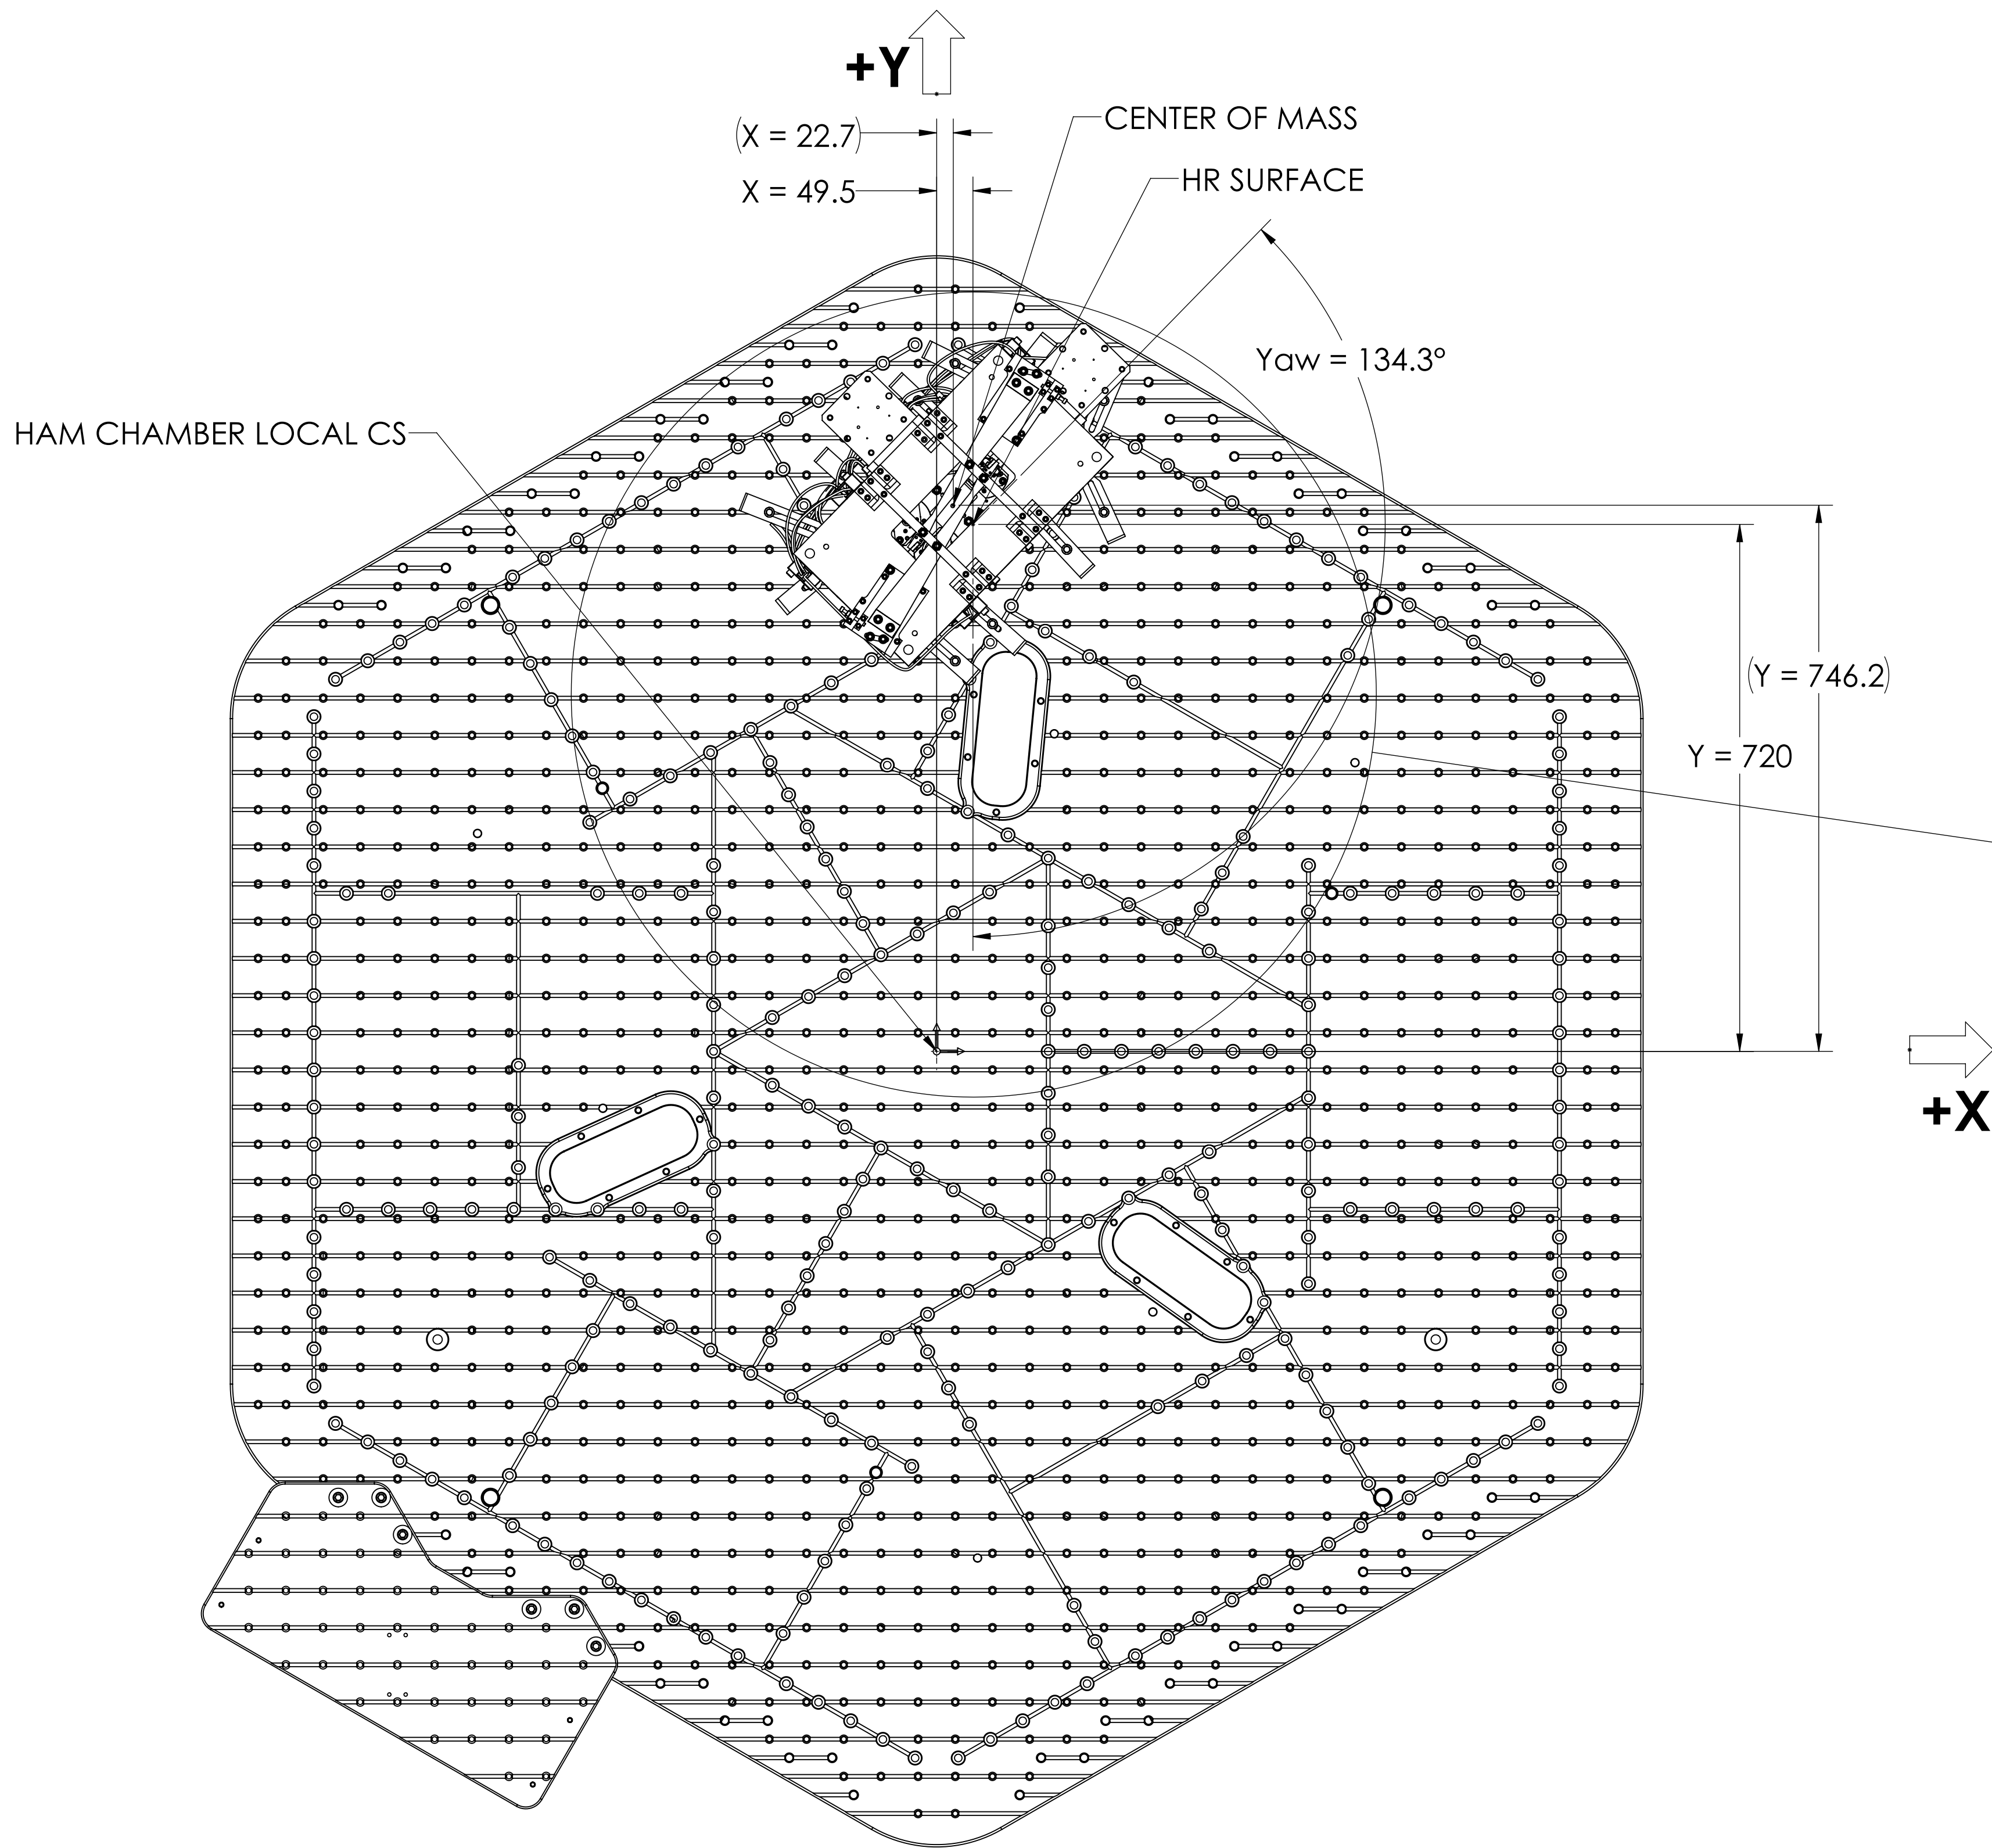 +Y
(X = 22.7)
CENTER OF MASS
X = 49.5
HR SURFACE
Yaw = 134.3°
HAM CHAMBER LOCAL CS
(Y = 746.2)
Y = 720
+X